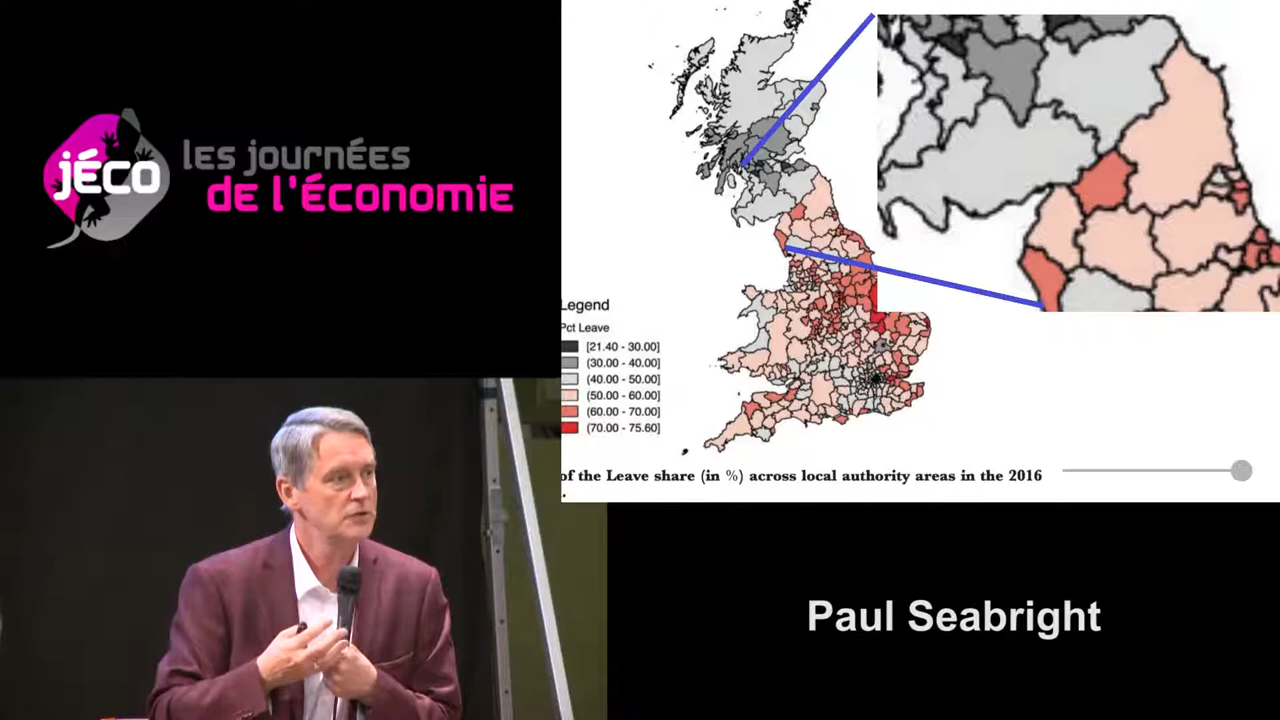 jéco
les journées
de l'économie
Legend
Pct Leave
[21.40 - 30.00]
(30.00 - 40.00]
(40.00 - 50.00]
(50.00 - 60.00]
(60.00 - 70.00]
(70.00 - 75.60]
of the Leave share (in %) across local authority areas in the 2016
Paul Seabright